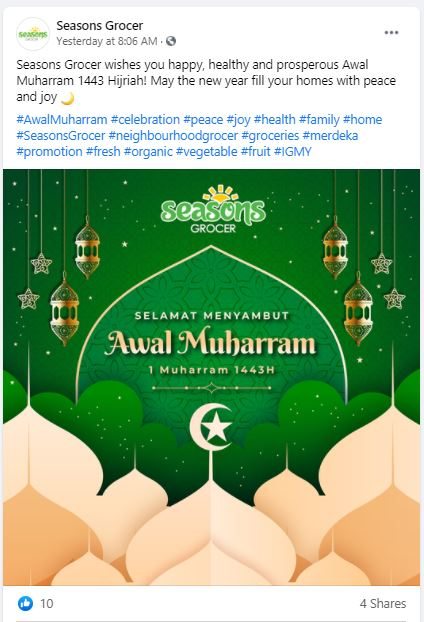 Seasons Grocer
seasons
GROCER
Yesterday at 8:06 AM ·
Seasons Grocer wishes you happy, healthy and prosperous Awal
Muharram 1443 Hijriah! May the new year fill your homes with peace
and joy 🌙
#AwalMuharram #celebration #peace #joy #health #family #home
#SeasonsGrocer #neighbourhoodgrocer #groceries #merdeka
#promotion #fresh #organic #vegetable #fruit #IGMY
seasons
GROCER
SELAMAT MENYAMBUT
Awal Muharram
1 Muharram 1443H
10
4 Shares